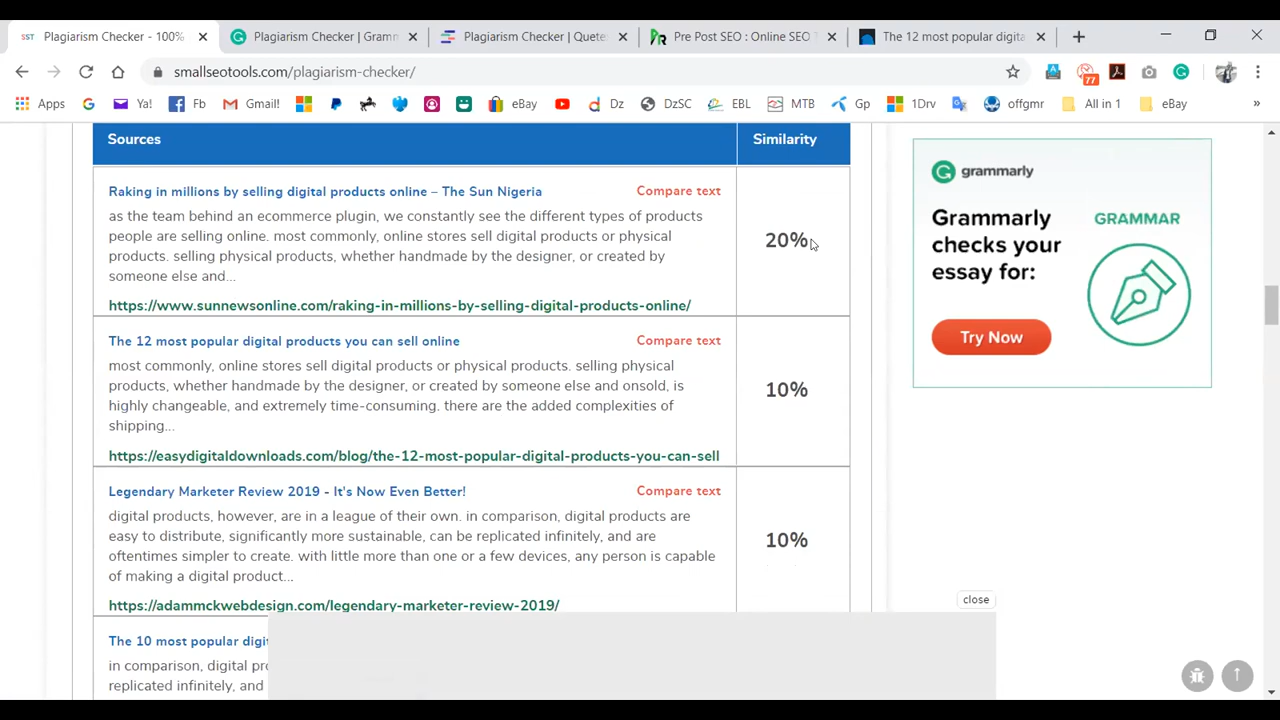 SST Plagiarism Checker - 100%
Plagiarism Checker | Gramm
Plagiarism Checker | Quete
Pre Post SEO : Online SEO T
The 12 most popular digita
smallseotools.com/plagiarism-checker/
77
Apps
Ya!
Fb
Gmail!
eBay
Dz
DzSC
EBL
MTB
Gp
1Drv
offgmr
All in 1
eBay
»
Sources
Similarity
Raking in millions by selling digital products online – The Sun Nigeria
Compare text
as the team behind an ecommerce plugin, we constantly see the different types of products
people are selling online. most commonly, online stores sell digital products or physical
products. selling physical products, whether handmade by the designer, or created by
someone else and...
https://www.sunnewsonline.com/raking-in-millions-by-selling-digital-products-online/
20%
The 12 most popular digital products you can sell online
Compare text
most commonly, online stores sell digital products or physical products. selling physical
products, whether handmade by the designer, or created by someone else and onsold, is
highly changeable, and extremely time-consuming. there are the added complexities of
shipping...
https://easydigitaldownloads.com/blog/the-12-most-popular-digital-products-you-can-sell
10%
Legendary Marketer Review 2019 - It's Now Even Better!
Compare text
digital products, however, are in a league of their own. in comparison, digital products are
easy to distribute, significantly more sustainable, can be replicated infinitely, and are
oftentimes simpler to create. with little more than one or a few devices, any person is capable
of making a digital product...
https://adammckwebdesign.com/legendary-marketer-review-2019/
10%
The 10 most popular digit
in comparison, digital pre
replicated infinitely, and
grammarly
Grammarly
checks your
essay for:
Try Now
GRAMMAR
close